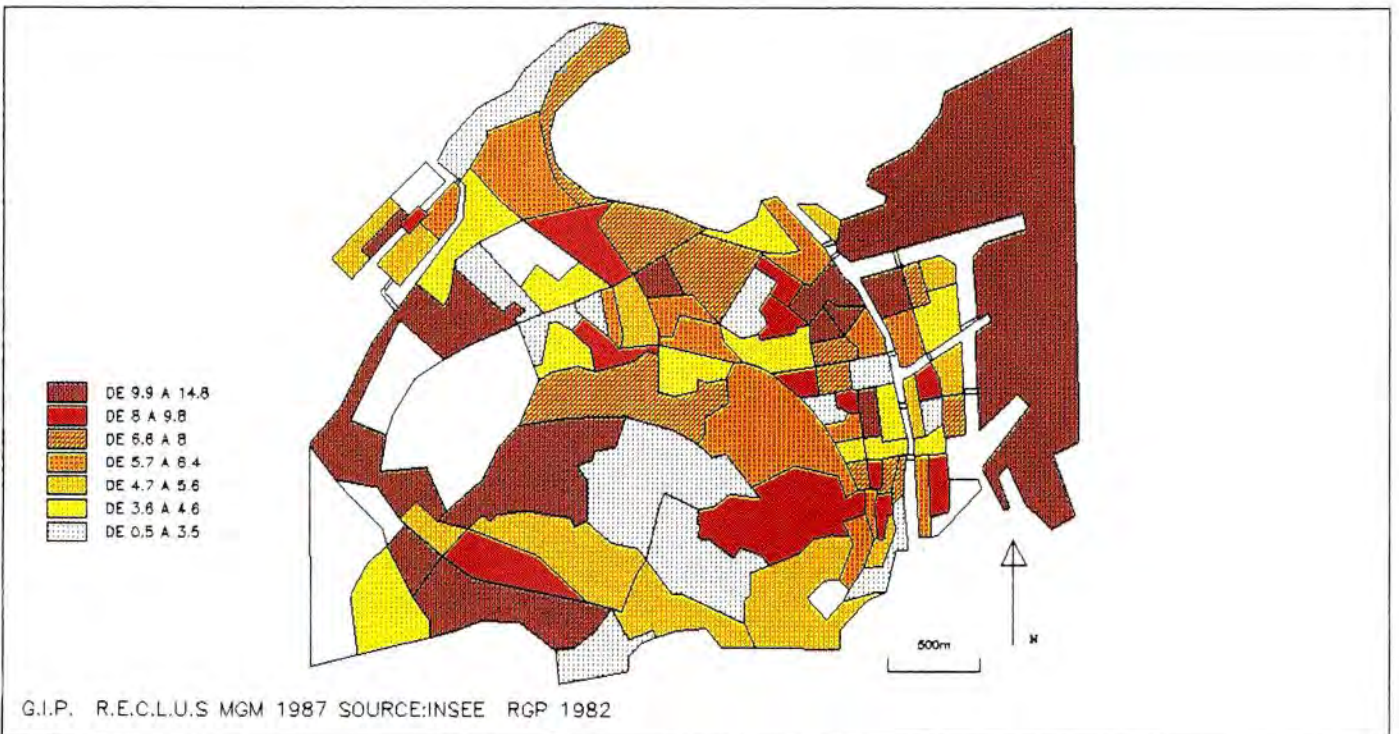 DE 9.9 A 14.8
DE 8 A 9.8
DE 6.6 A 8
DE 5.7 A 6.4
DE 4.7 A 5.6
DE 3.6 A 4.6
DE 0.5 A 3.5
500m
N
G.I.P. R.E.C.L.U.S MGM 1987 SOURCE:INSEE RGP 1982